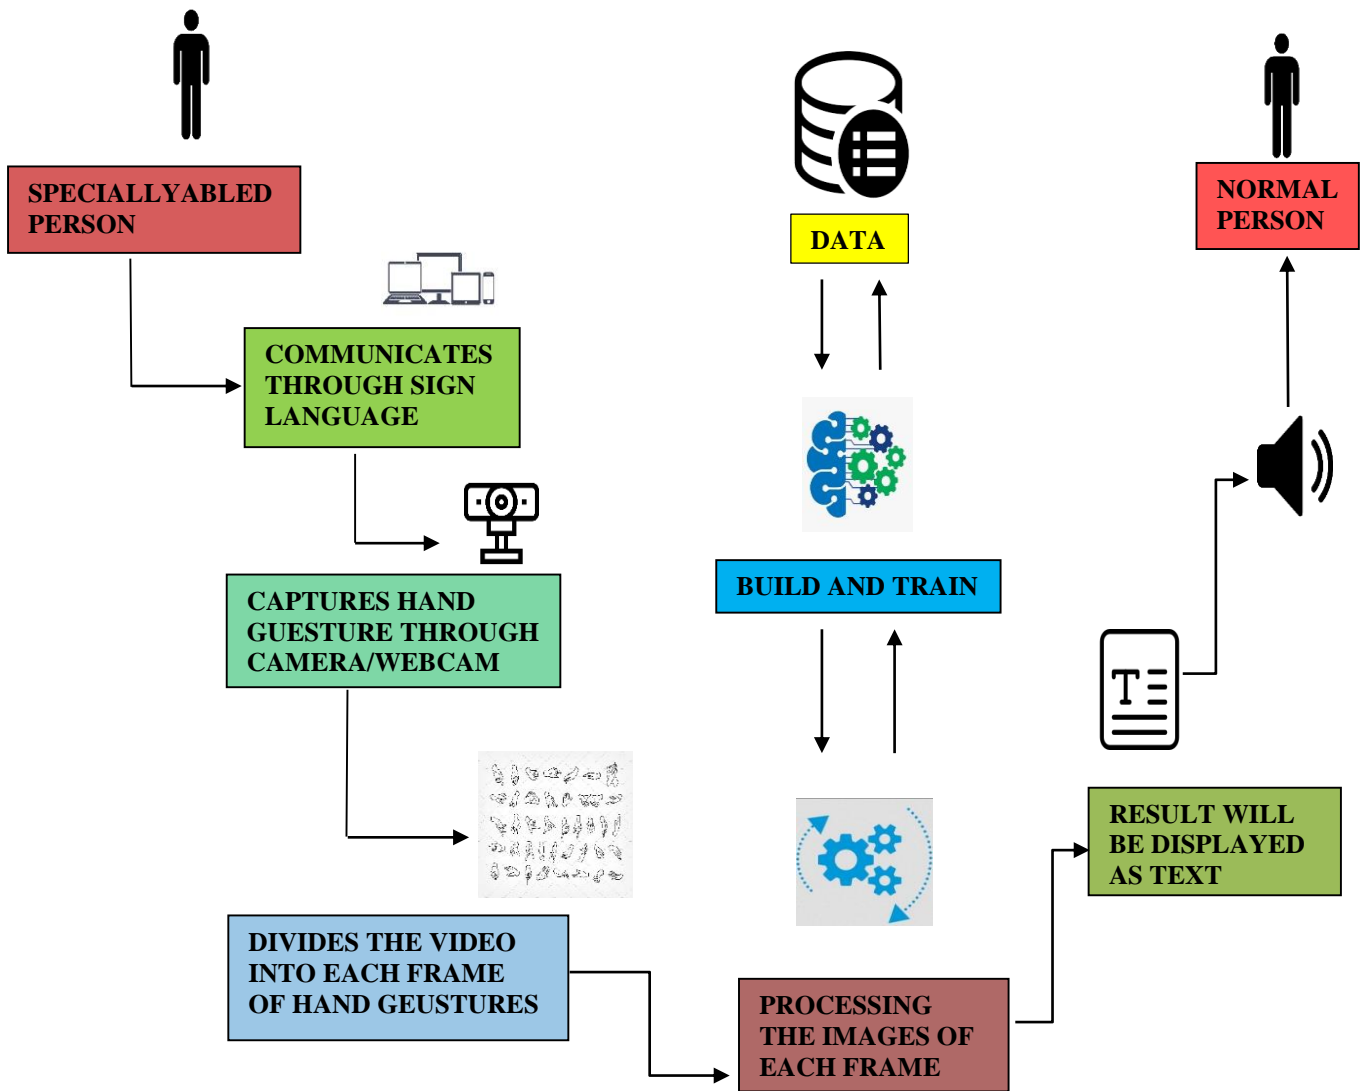 SPECIALLYABLED
PERSON
COMMUNICATES
THROUGH SIGN
LANGUAGE
CAPTURES HAND
GUESTURE THROUGH
CAMERA/WEBCAM
DIVIDES THE VIDEO
INTO EACH FRAME
OF HAND GEUSTURES
DATA
BUILD AND TRAIN
PROCESSING
THE IMAGES OF
EACH FRAME
RESULT WILL
BE DISPLAYED
AS TEXT
T
NORMAL
PERSON